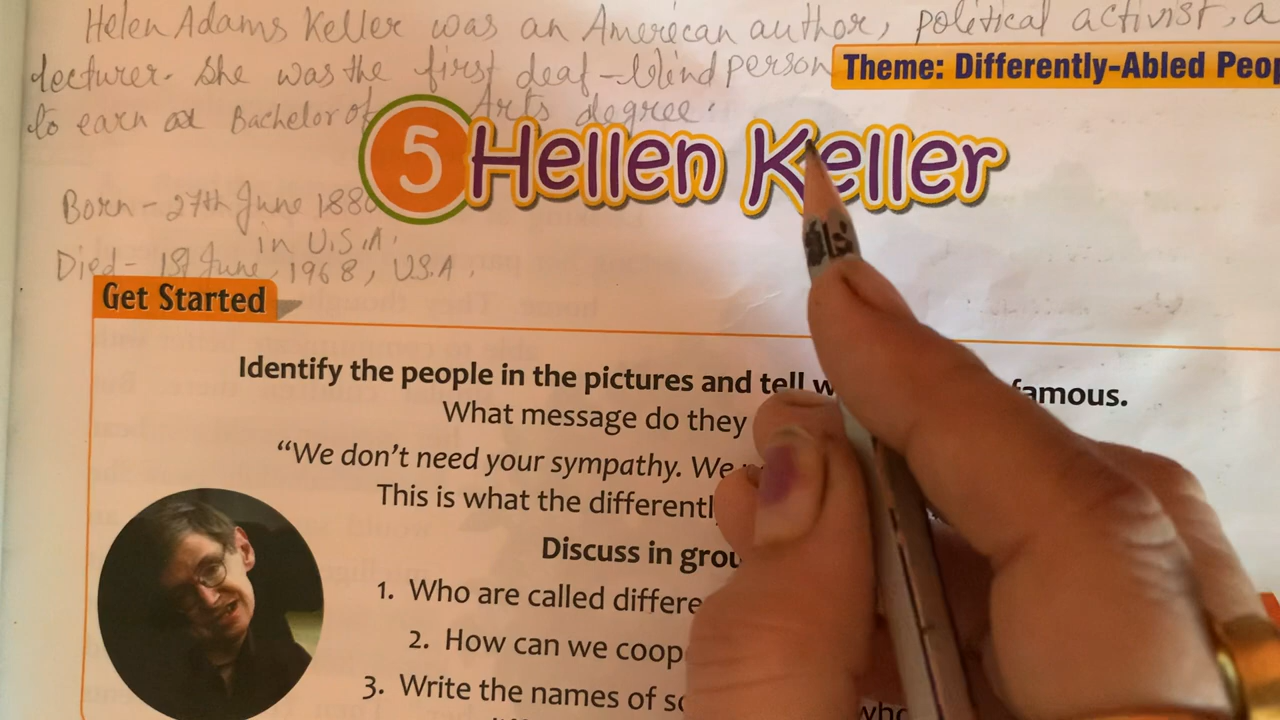 Helen Adams Keller was an American author, political activist, a
lecturer. She was the first deaf-blind person
Theme: Differently-Abled Peop
to earn a Bachelor of Arts degree.
5 Hellen Keller
Born - 27th June 1880
in U.S.A.
Died - 1st June, 1968, U.S.A.
Get Started
Identify the people in the pictures and tell famous.
What message do they
“We don't need your sympathy. We
This is what the differentl
Discuss in grou
1. Who are called differe
2. How can we coop
3. Write the names of so who